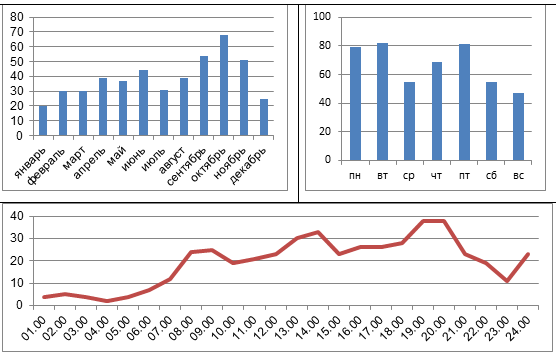 80
70
60
50
40
30
20
10
0
январь
февраль
март
апрель
май
июнь
июль
август
сентябрь
октябрь
ноябрь
декабрь
100
80
60
40
20
0
пн вт ср чт пт сб вс
40
30
20
10
0
01.00 02.00 03.00 04.00 05.00 06.00 07.00 08.00 09.00 10.00 11.00 12.00 13.00 14.00 15.00 16.00 17.00 18.00 19.00 20.00 21.00 22.00 23.00 24.00